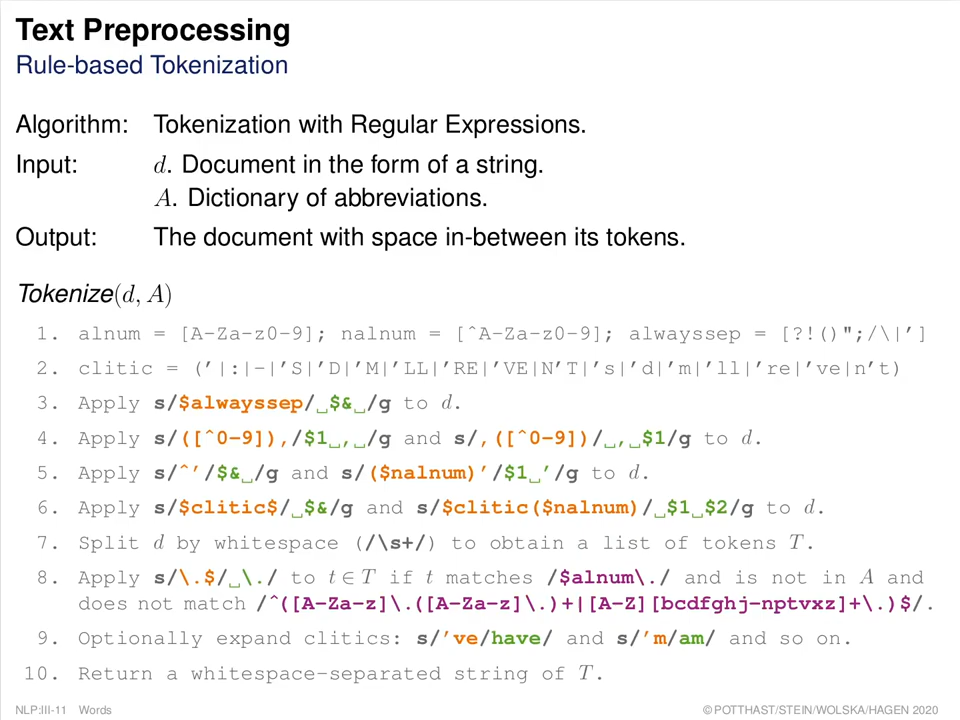 Text Preprocessing
Rule-based Tokenization
Algorithm: Tokenization with Regular Expressions.
Input: d. Document in the form of a string.
A. Dictionary of abbreviations.
Output: The document with space in-between its tokens.
Tokenize(d, A)
1. alnum = [A-Za-z0-9]; nalnum = [^A-Za-z0-9]; alwayssep = [?!()";/\|']
2. clitic = ('|:|-|'S|'D|'M|'LL|'RE|'VE|N'T|'s|'d|'m|'ll|'re|'ve|n't)
3. Apply s/$alwayssep/␣$&␣/g to d.
4. Apply s/([^0-9]),/$1␣,␣/g and s/,([^0-9])/␣,␣$1/g to d.
5. Apply s/^'/$&␣/g and s/($nalnum)'/$1␣'/g to d.
6. Apply s/$clitic$/␣$&/g and s/$clitic($nalnum)/␣$1␣$2/g to d.
7. Split d by whitespace (/\s+/) to obtain a list of tokens T.
8. Apply s/\.$/␣\./ to t ∈ T if t matches /$alnum\./ and is not in A and
does not match /^([A-Za-z]\.([A-Za-z]\.)+|[A-Z][bcdfghj-nptvxz]+\.)$/.
9. Optionally expand clitics: s/'ve/have/ and s/'m/am/ and so on.
10. Return a whitespace-separated string of T.
NLP:III-11 Words
© POTTHAST/STEIN/WOLSKA/HAGEN 2020